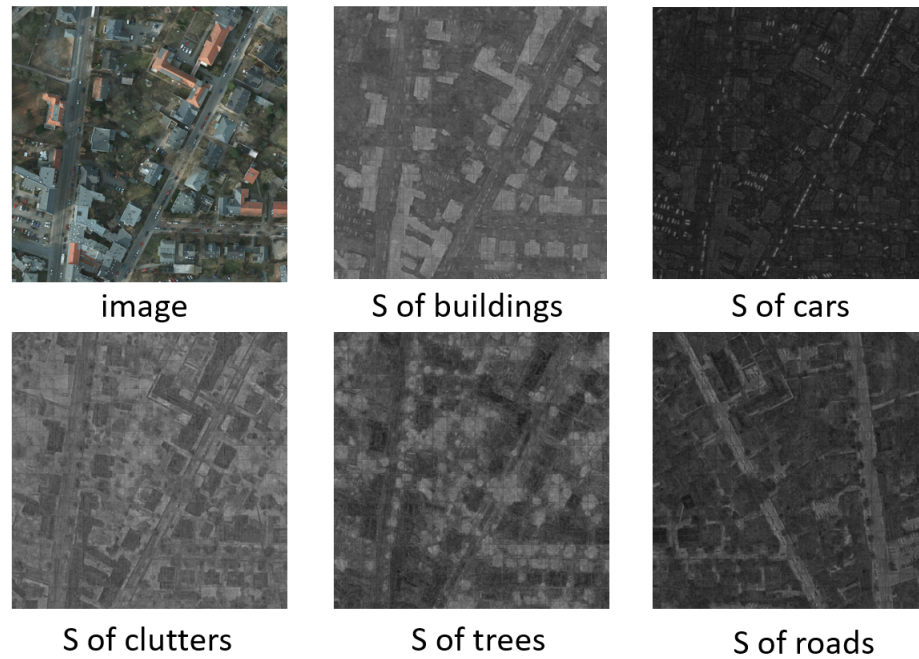 image
S of buildings
S of cars
S of clutters
S of trees
S of roads